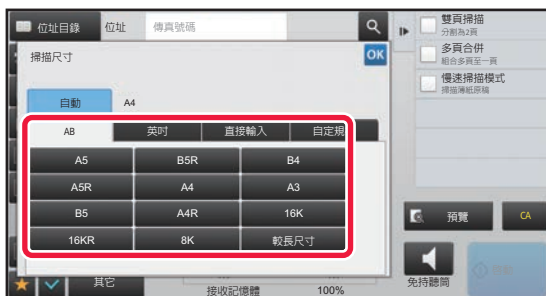 位址目錄 位址 傳真號碼
掃描尺寸 OK
自動 A4
AB 英吋 直接輸入 自定規
A5 B5R B4
A5R A4 A3
B5 A4R 16K
16KR 8K 較長尺寸
其它
接收記憶體 100%
雙頁掃描
分割為2頁
多頁合併
組合多頁至一頁
慢速掃描模式
掃描薄紙原稿
預覽 CA
免持聽筒